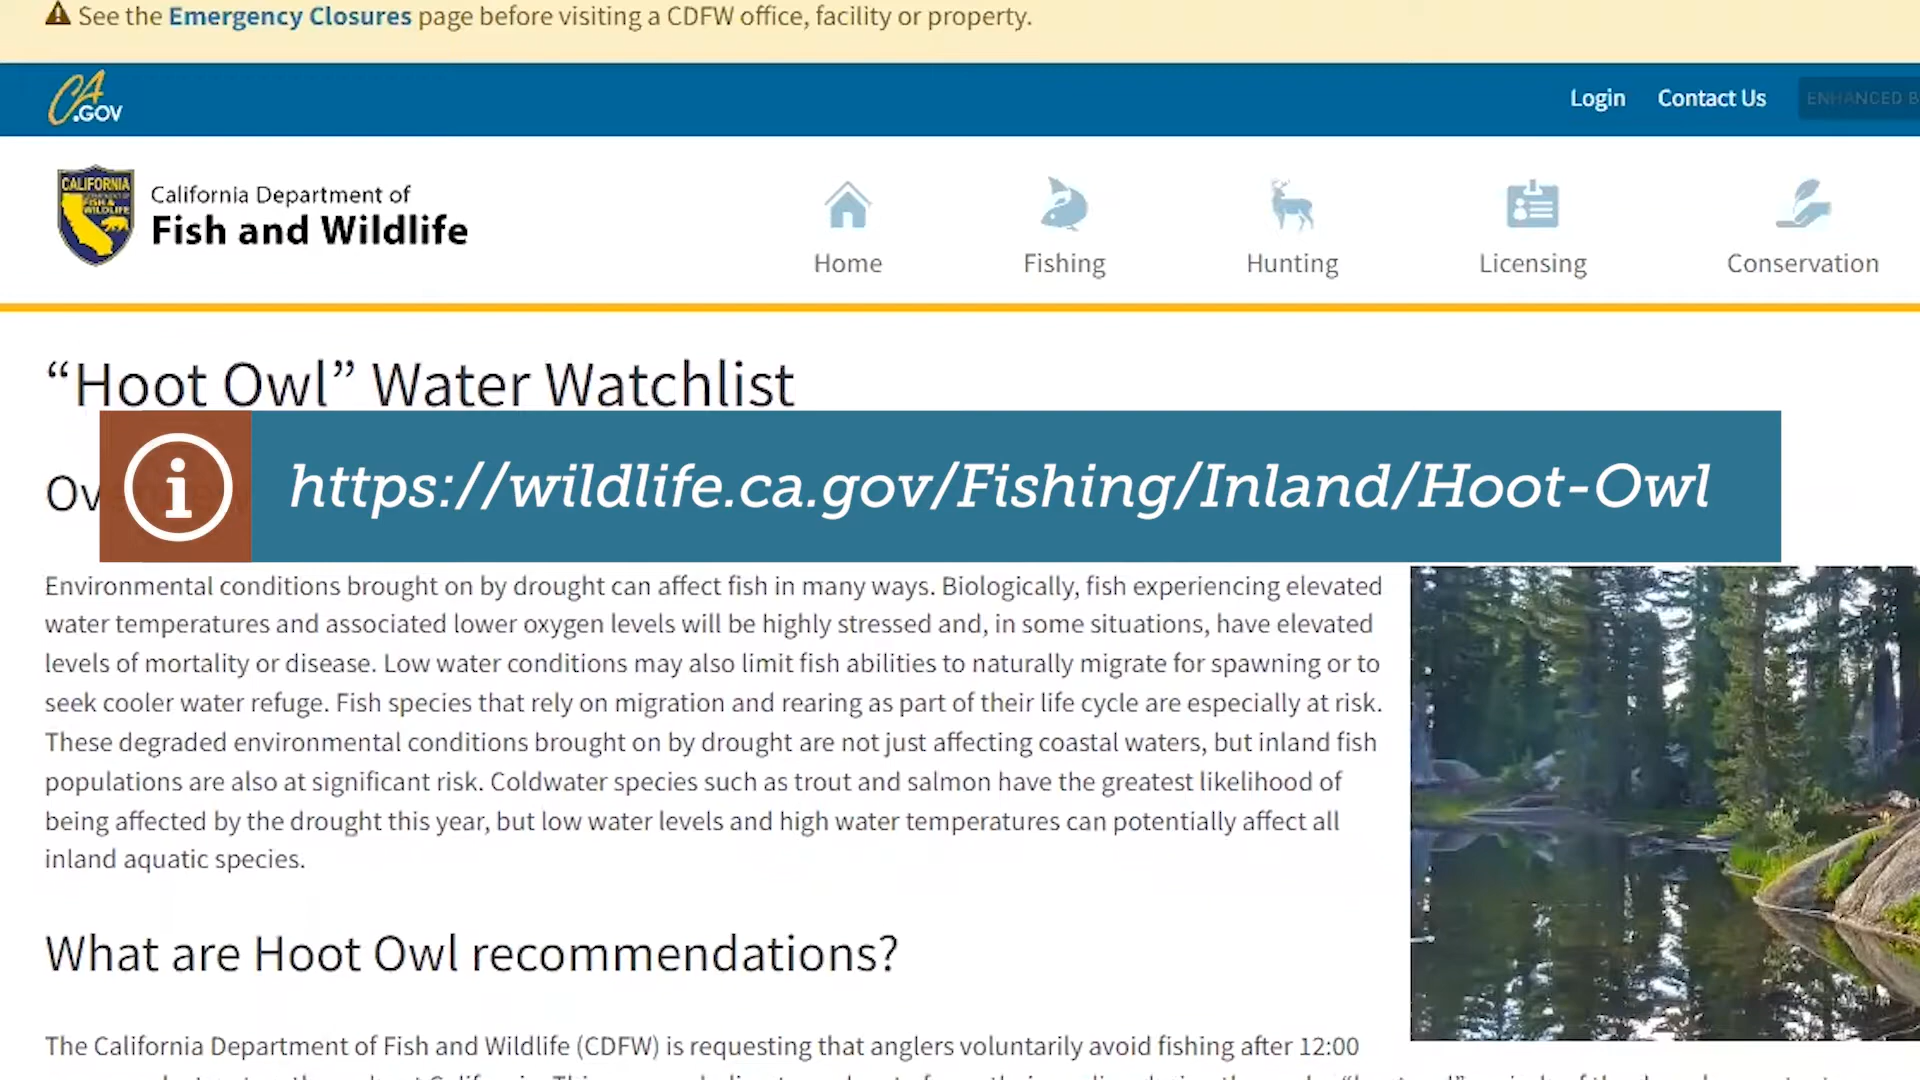 See the Emergency Closures page before visiting a CDFW office, facility or property.
CA.GOV
Login
Contact Us
ENHANCED
CALIFORNIA
FISH &
WILDLIFE
California Department of
Fish and Wildlife
Home
Fishing
Hunting
Licensing
Conservation
“Hoot Owl” Water Watchlist
https://wildlife.ca.gov/Fishing/Inland/Hoot-Owl
Environmental conditions brought on by drought can affect fish in many ways. Biologically, fish experiencing elevated
water temperatures and associated lower oxygen levels will be highly stressed and, in some situations, have elevated
levels of mortality or disease. Low water conditions may also limit fish abilities to naturally migrate for spawning or to
seek cooler water refuge. Fish species that rely on migration and rearing as part of their life cycle are especially at risk.
These degraded environmental conditions brought on by drought are not just affecting coastal waters, but inland fish
populations are also at significant risk. Coldwater species such as trout and salmon have the greatest likelihood of
being affected by the drought this year, but low water levels and high water temperatures can potentially affect all
inland aquatic species.
What are Hoot Owl recommendations?
The California Department of Fish and Wildlife (CDFW) is requesting that anglers voluntarily avoid fishing after 12:00